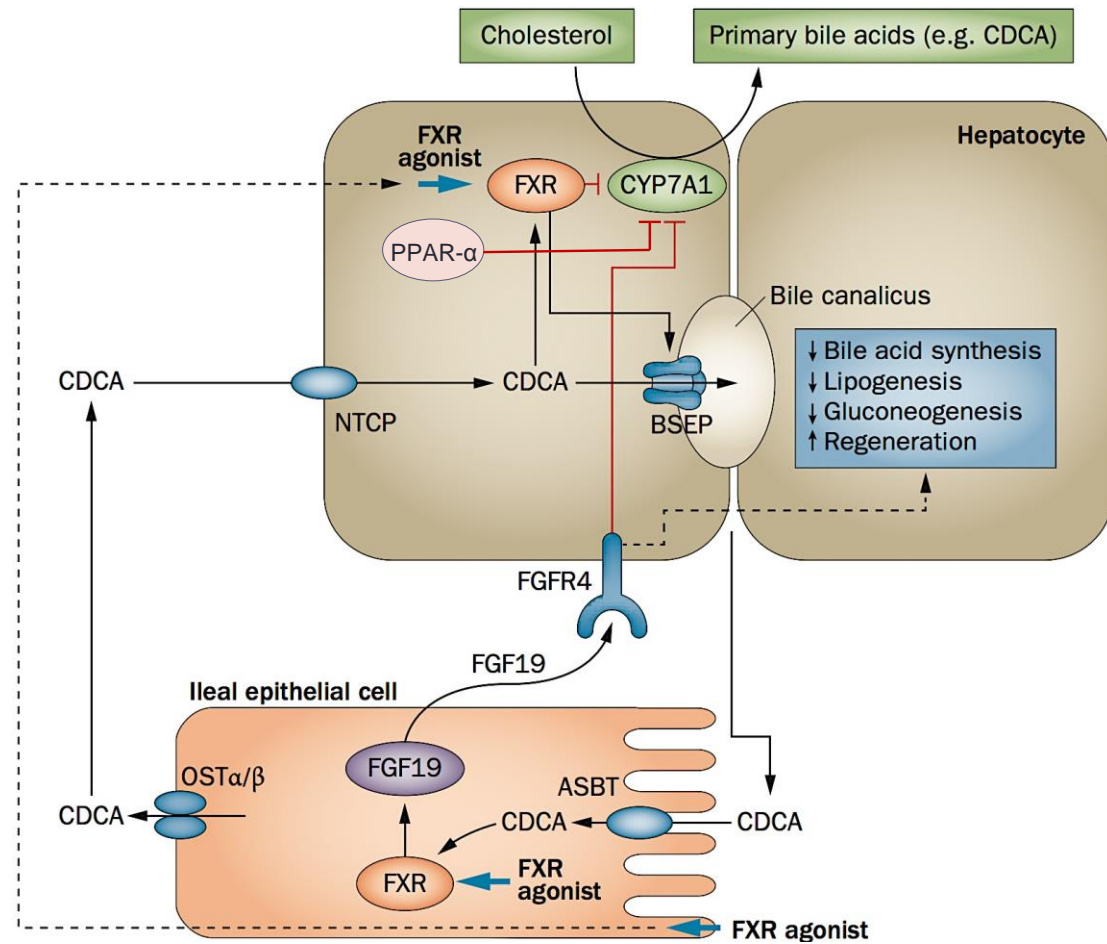 Cholesterol
Primary bile acids (e.g. CDCA)
Hepatocyte
FXR
agonist
FXR
CYP7A1
PPAR-α
Bile canalicus
↓ Bile acid synthesis
↓ Lipogenesis
↓ Gluconeogenesis
↑ Regeneration
CDCA
NTCP
CDCA
BSEP
FGFR4
FGF19
Ileal epithelial cell
OSTα/β
FGF19
ASBT
CDCA
CDCA
CDCA
FXR
FXR
agonist
FXR agonist